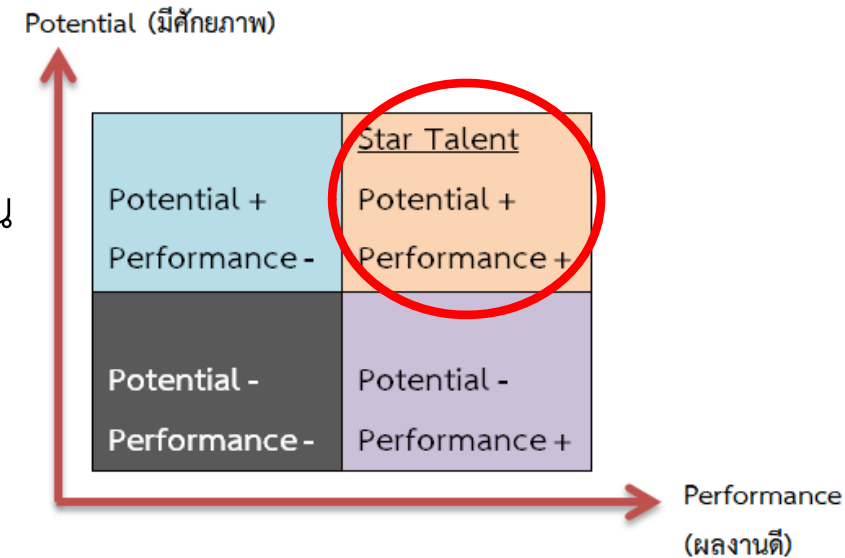 Potential (มีศักยภาพ)
Star Talent
Potential +
Performance -
Potential +
Performance +
น
Potential -
Performance -
Potential -
Performance +
Performance
(ผลงานดี)